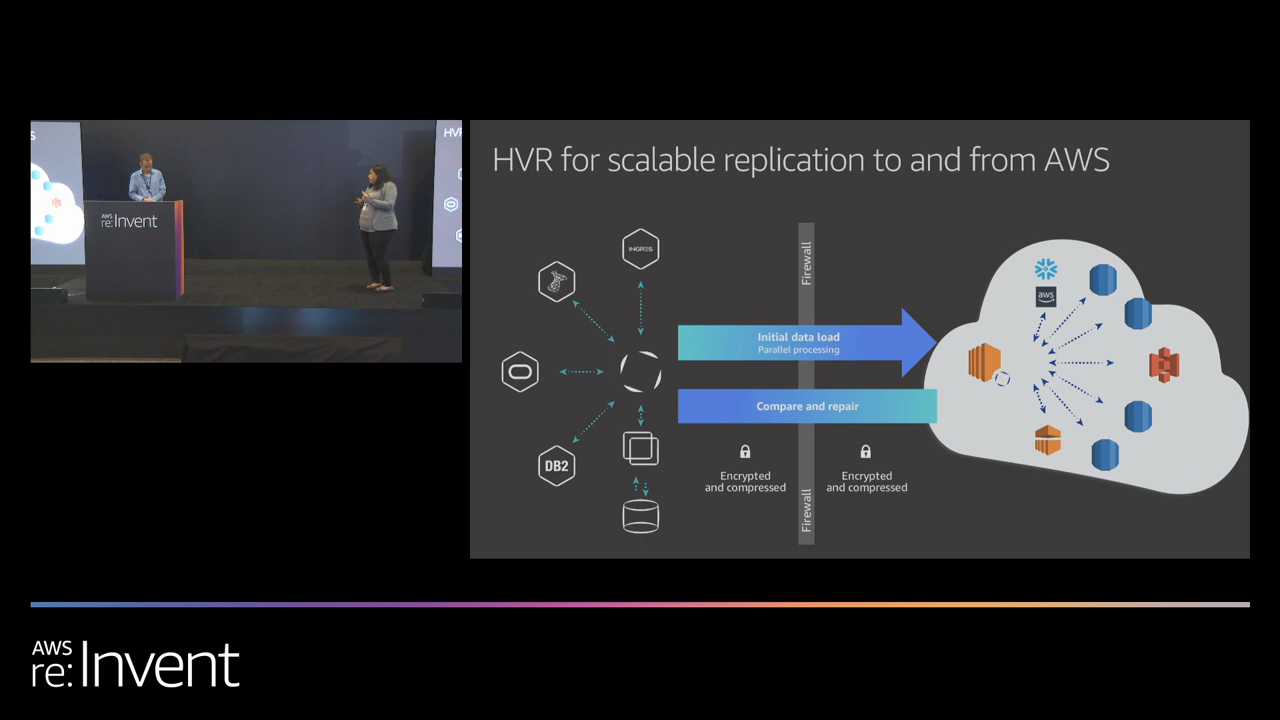 S
HVR
AWS
re:Invent
HVR for scalable replication to and from AWS
INGRES
Firewall
aws
Initial data load
Parallel processing
Compare and repair
DB2
Encrypted
and compressed
Encrypted
and compressed
Firewall
AWS
re:Invent